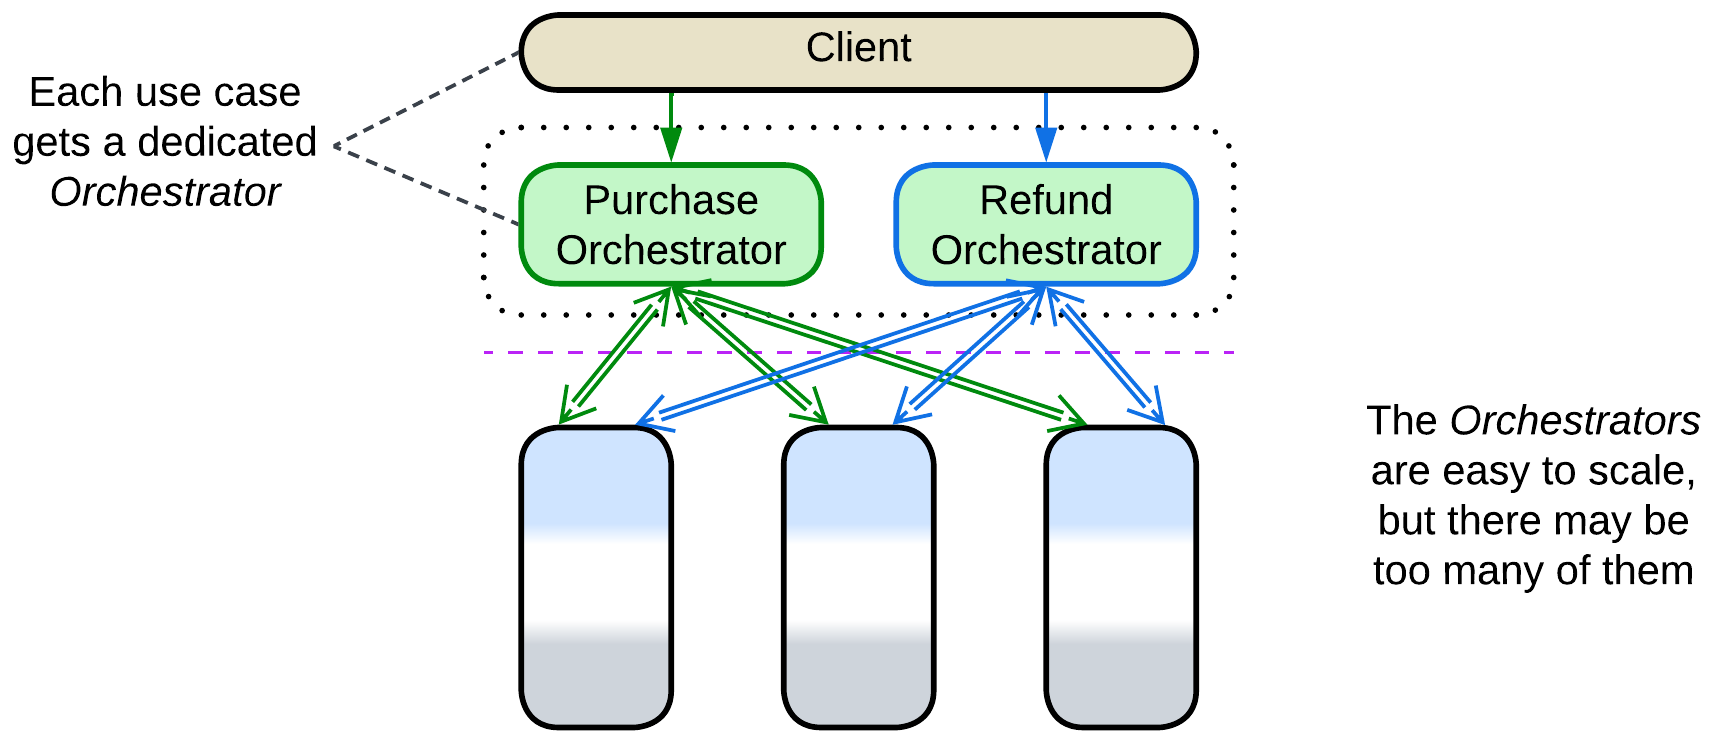 Client
Each use case
gets a dedicated
Orchestrator
Purchase
Orchestrator
Refund
Orchestrator
The Orchestrators
are easy to scale,
but there may be
too many of them